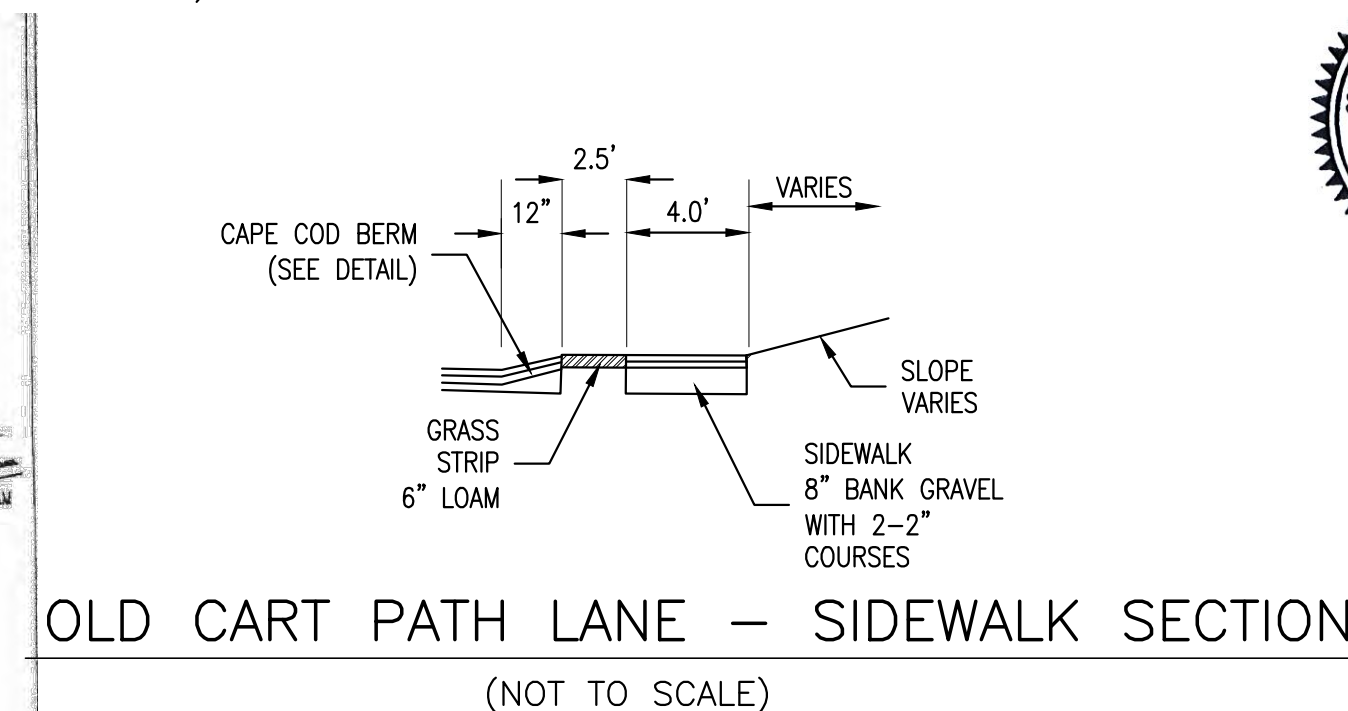 2.5’
VARIES
12”
4.0’
CAPE COD BERM
(SEE DETAIL)
SLOPE
VARIES
GRASS
STRIP
6” LOAM
SIDEWALK
8” BANK GRAVEL
WITH 2–2”
COURSES
OLD CART PATH LANE – SIDEWALK SECTION
(NOT TO SCALE)